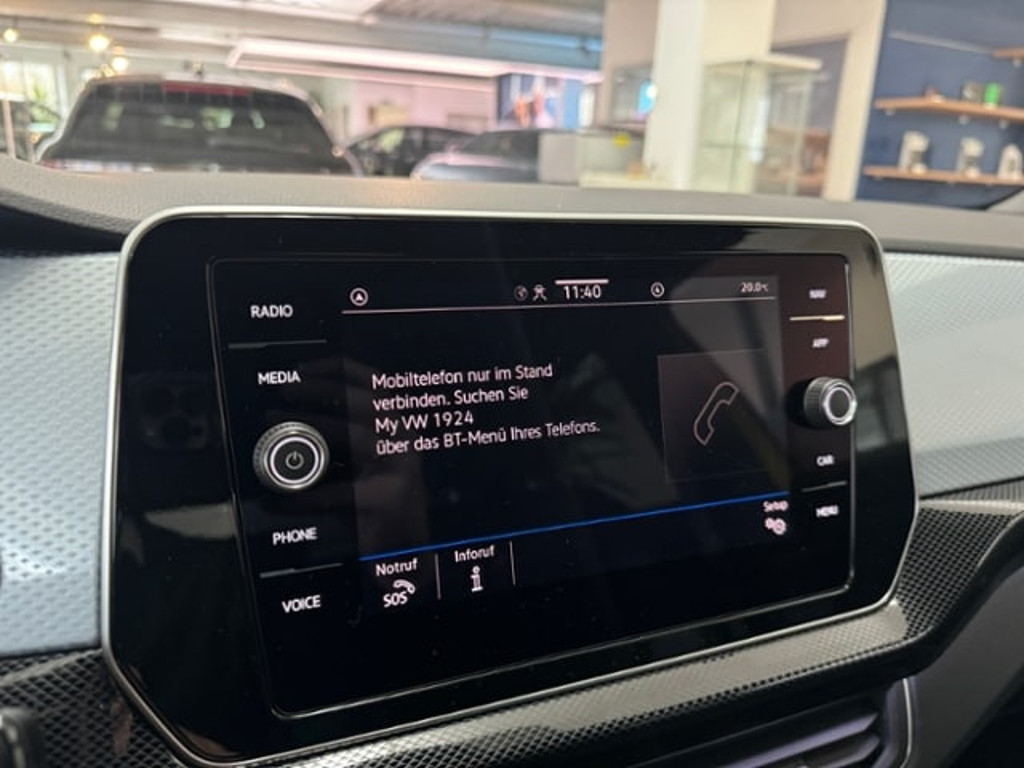 11:40
20.0°C
RADIO
MEDIA
PHONE
VOICE
Mobiltelefon nur im Stand
verbinden. Suchen Sie
My VW 1924
über das BT-Menü Ihres Telefons.
Notruf
SOS
Inforuf
Setup
NAV
APP
CAR
MENU